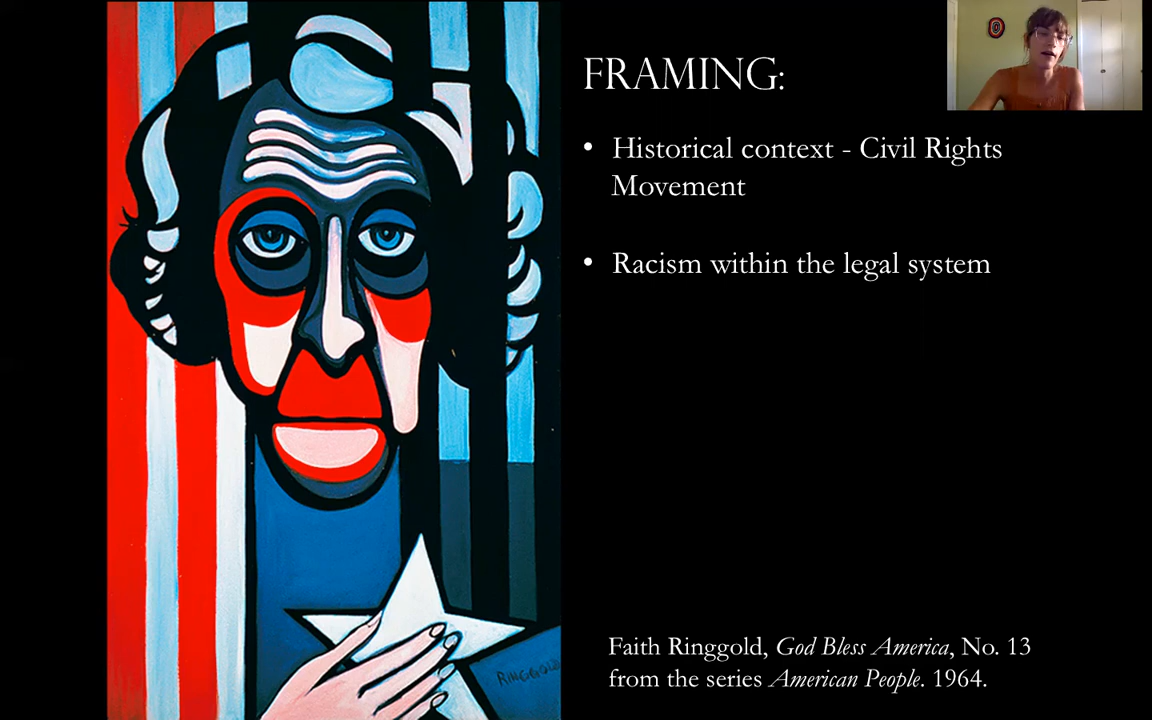 FRAMING:
• Historical context - Civil Rights
Movement
• Racism within the legal system
RINGGOLD
Faith Ringgold, God Bless America, No. 13
from the series American People. 1964.